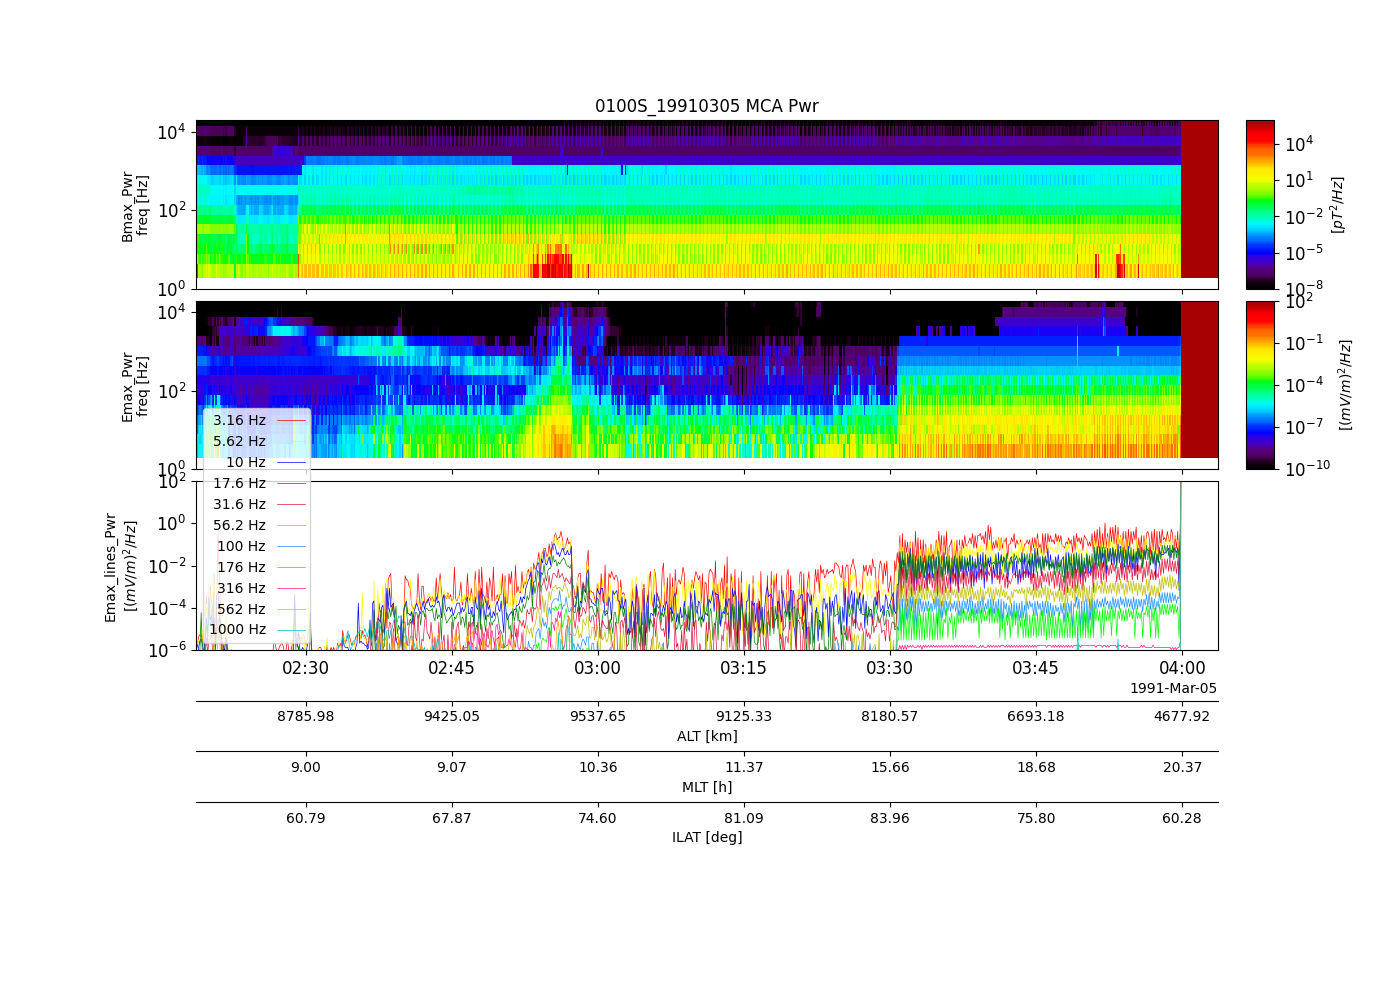 0100S_19910305 MCA Pwr
10^4
10^2
10^0
Bmax_Pwr
freq [Hz]
10^4
10^1
10^-2
10^-5
10^-8
[pT^2/Hz]
10^4
10^2
10^0
Emax_Pwr
freq [Hz]
10^2
10^-1
10^-4
10^-7
10^-10
[(mV/m)^2/Hz]
3.16 Hz
5.62 Hz
10 Hz
17.6 Hz
31.6 Hz
56.2 Hz
100 Hz
176 Hz
316 Hz
562 Hz
1000 Hz
10^2
10^0
10^-2
10^-4
10^-6
Emax_lines_Pwr
[(mV/m)^2/Hz]
02:30 02:45 03:00 03:15 03:30 03:45 04:00
1991-Mar-05
8785.98 9425.05 9537.65 9125.33 8180.57 6693.18 4677.92
ALT [km]
9.00 9.07 10.36 11.37 15.66 18.68 20.37
MLT [h]
60.79 67.87 74.60 81.09 83.96 75.80 60.28
ILAT [deg]